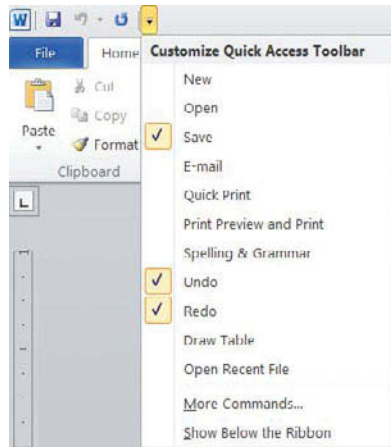 W
File
Home
Customize Quick Access Toolbar
New
Cut
Open
Copy
Paste
Save
Format
E-mail
Clipboard
Quick Print
L
Print Preview and Print
Spelling & Grammar
Undo
Redo
Draw Table
Open Recent File
More Commands...
Show Below the Ribbon